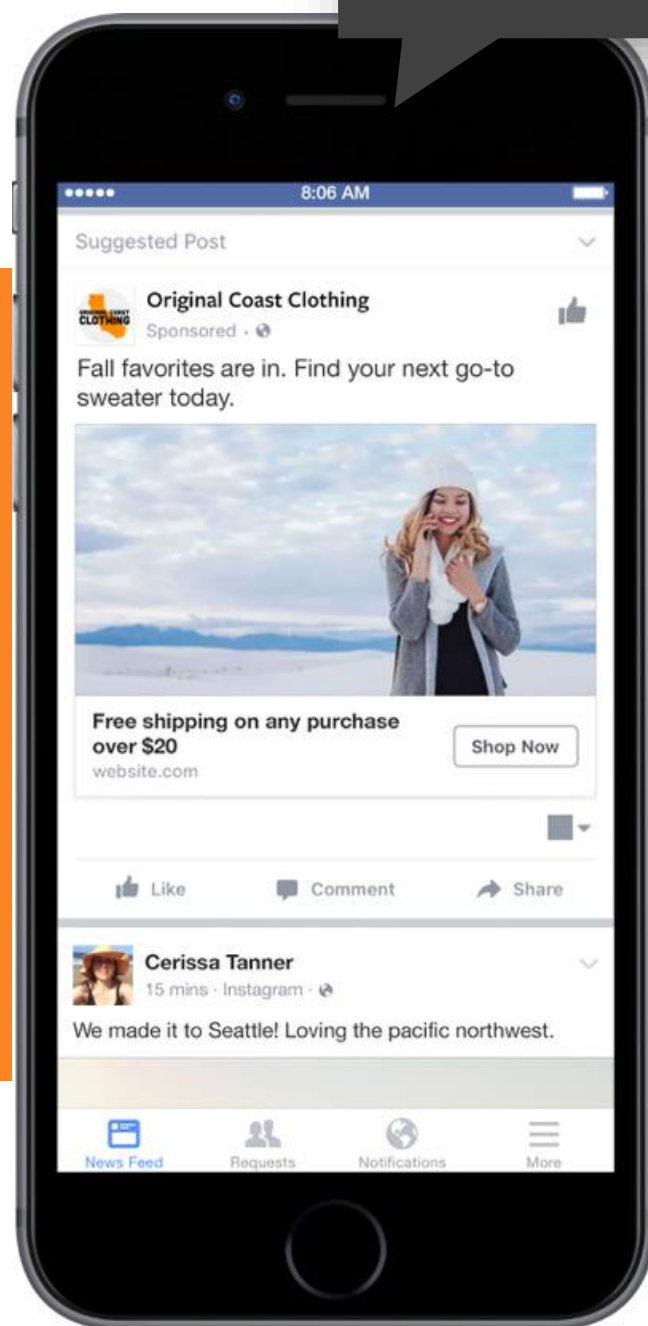 8:06 AM
Suggested Post
Original Coast Clothing
CLOTHING
Sponsored
Fall favorites are in. Find your next go-to
sweater today.
Free shipping on any purchase
over $20
website.com
Shop Now
Like
Comment
Share
Cerissa Tanner
15 mins · Instagram ·
We made it to Seattle! Loving the pacific northwest.
News Feed
Requests
Notifications
More